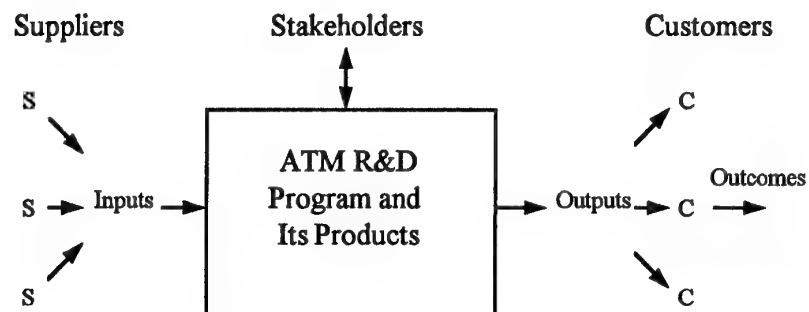 Suppliers Stakeholders Customers
S C
ATM R&D
Program and
Its Products
Outcomes
S Inputs Outputs C
S C